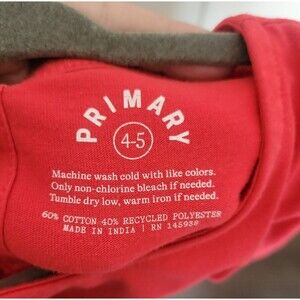 PRIMARY
4-5
Machine wash cold with like colors.
Only non-chlorine bleach if needed.
Tumble dry low, warm iron if needed.
60% COTTON 40% RECYCLED POLYESTER
MADE IN INDIA | RN 145938